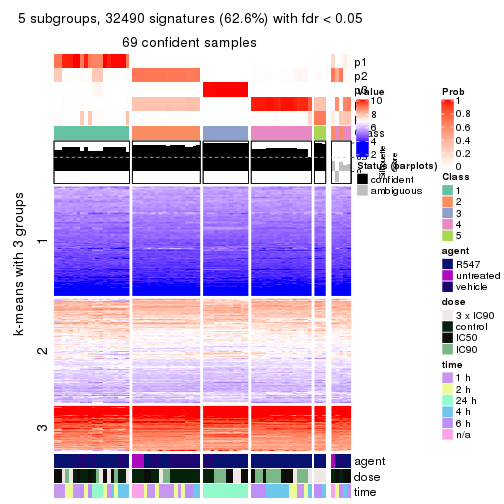 5 subgroups, 32490 signatures (62.6%) with fdr < 0.05
69 confident samples
p1
p2
p3
Class
Silhouette
score
k-means with 3 groups
1
2
3
agent
dose
time
Value
10
8
6
4
2
Status (barplots)
confident
ambiguous
Prob
1
0.8
0.6
0.4
0.2
0
Class
1
2
3
4
5
agent
R547
untreated
vehicle
dose
3 x IC90
control
IC50
IC90
time
1 h
2 h
24 h
4 h
6 h
n/a